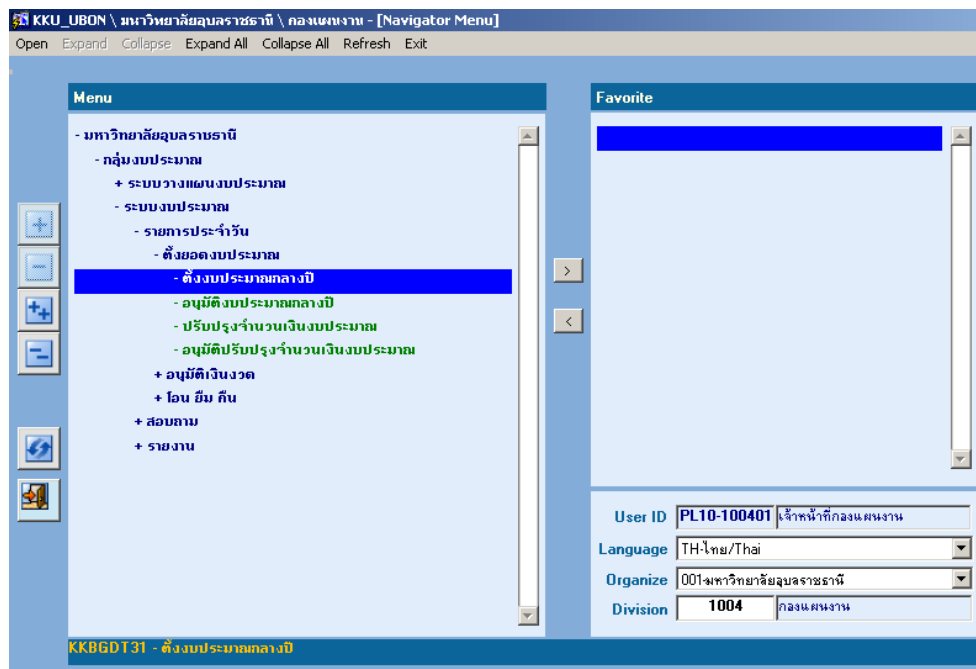 KKU_UBON \ มหาวิทยาลัยอุบลราชธานี \ กองแผนงาน - [Navigator Menu]
Open Expand Collapse Expand All Collapse All Refresh Exit
Menu
- มหาวิทยาลัยอุบลราชธานี
- กลุ่มงบประมาณ
+ ระบบวางแผนงบประมาณ
- ระบบงบประมาณ
- รายการประจำวัน
- ตั้งยอดงบประมาณ
- ตั้งงบประมาณกลางปี
- อนุมัติงบประมาณกลางปี
- ปรับปรุงจำนวนเงินงบประมาณ
- อนุมัติปรับปรุงจำนวนเงินงบประมาณ
+ อนุมัติเงินงวด
+ โอน ยืม คืน
+ สอบถาม
+ รายงาน
Favorite
>
<
User ID PL10-100401 เจ้าหน้าที่กองแผนงาน
Language TH-ไทย/Thai
Organize 001-มหาวิทยาลัยอุบลราชธานี
Division 1004 กองแผนงาน
KKBGDT31 - ตั้งงบประมาณกลางปี